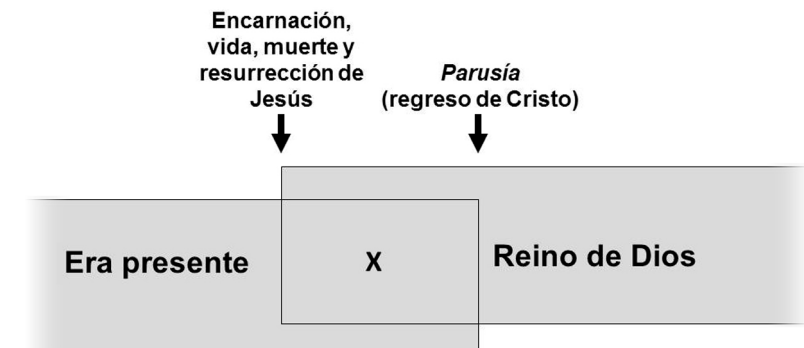 Encarnación,
vida, muerte y
resurrección de
Jesús
Parusía
(regreso de Cristo)
Era presente
X
Reino de Dios